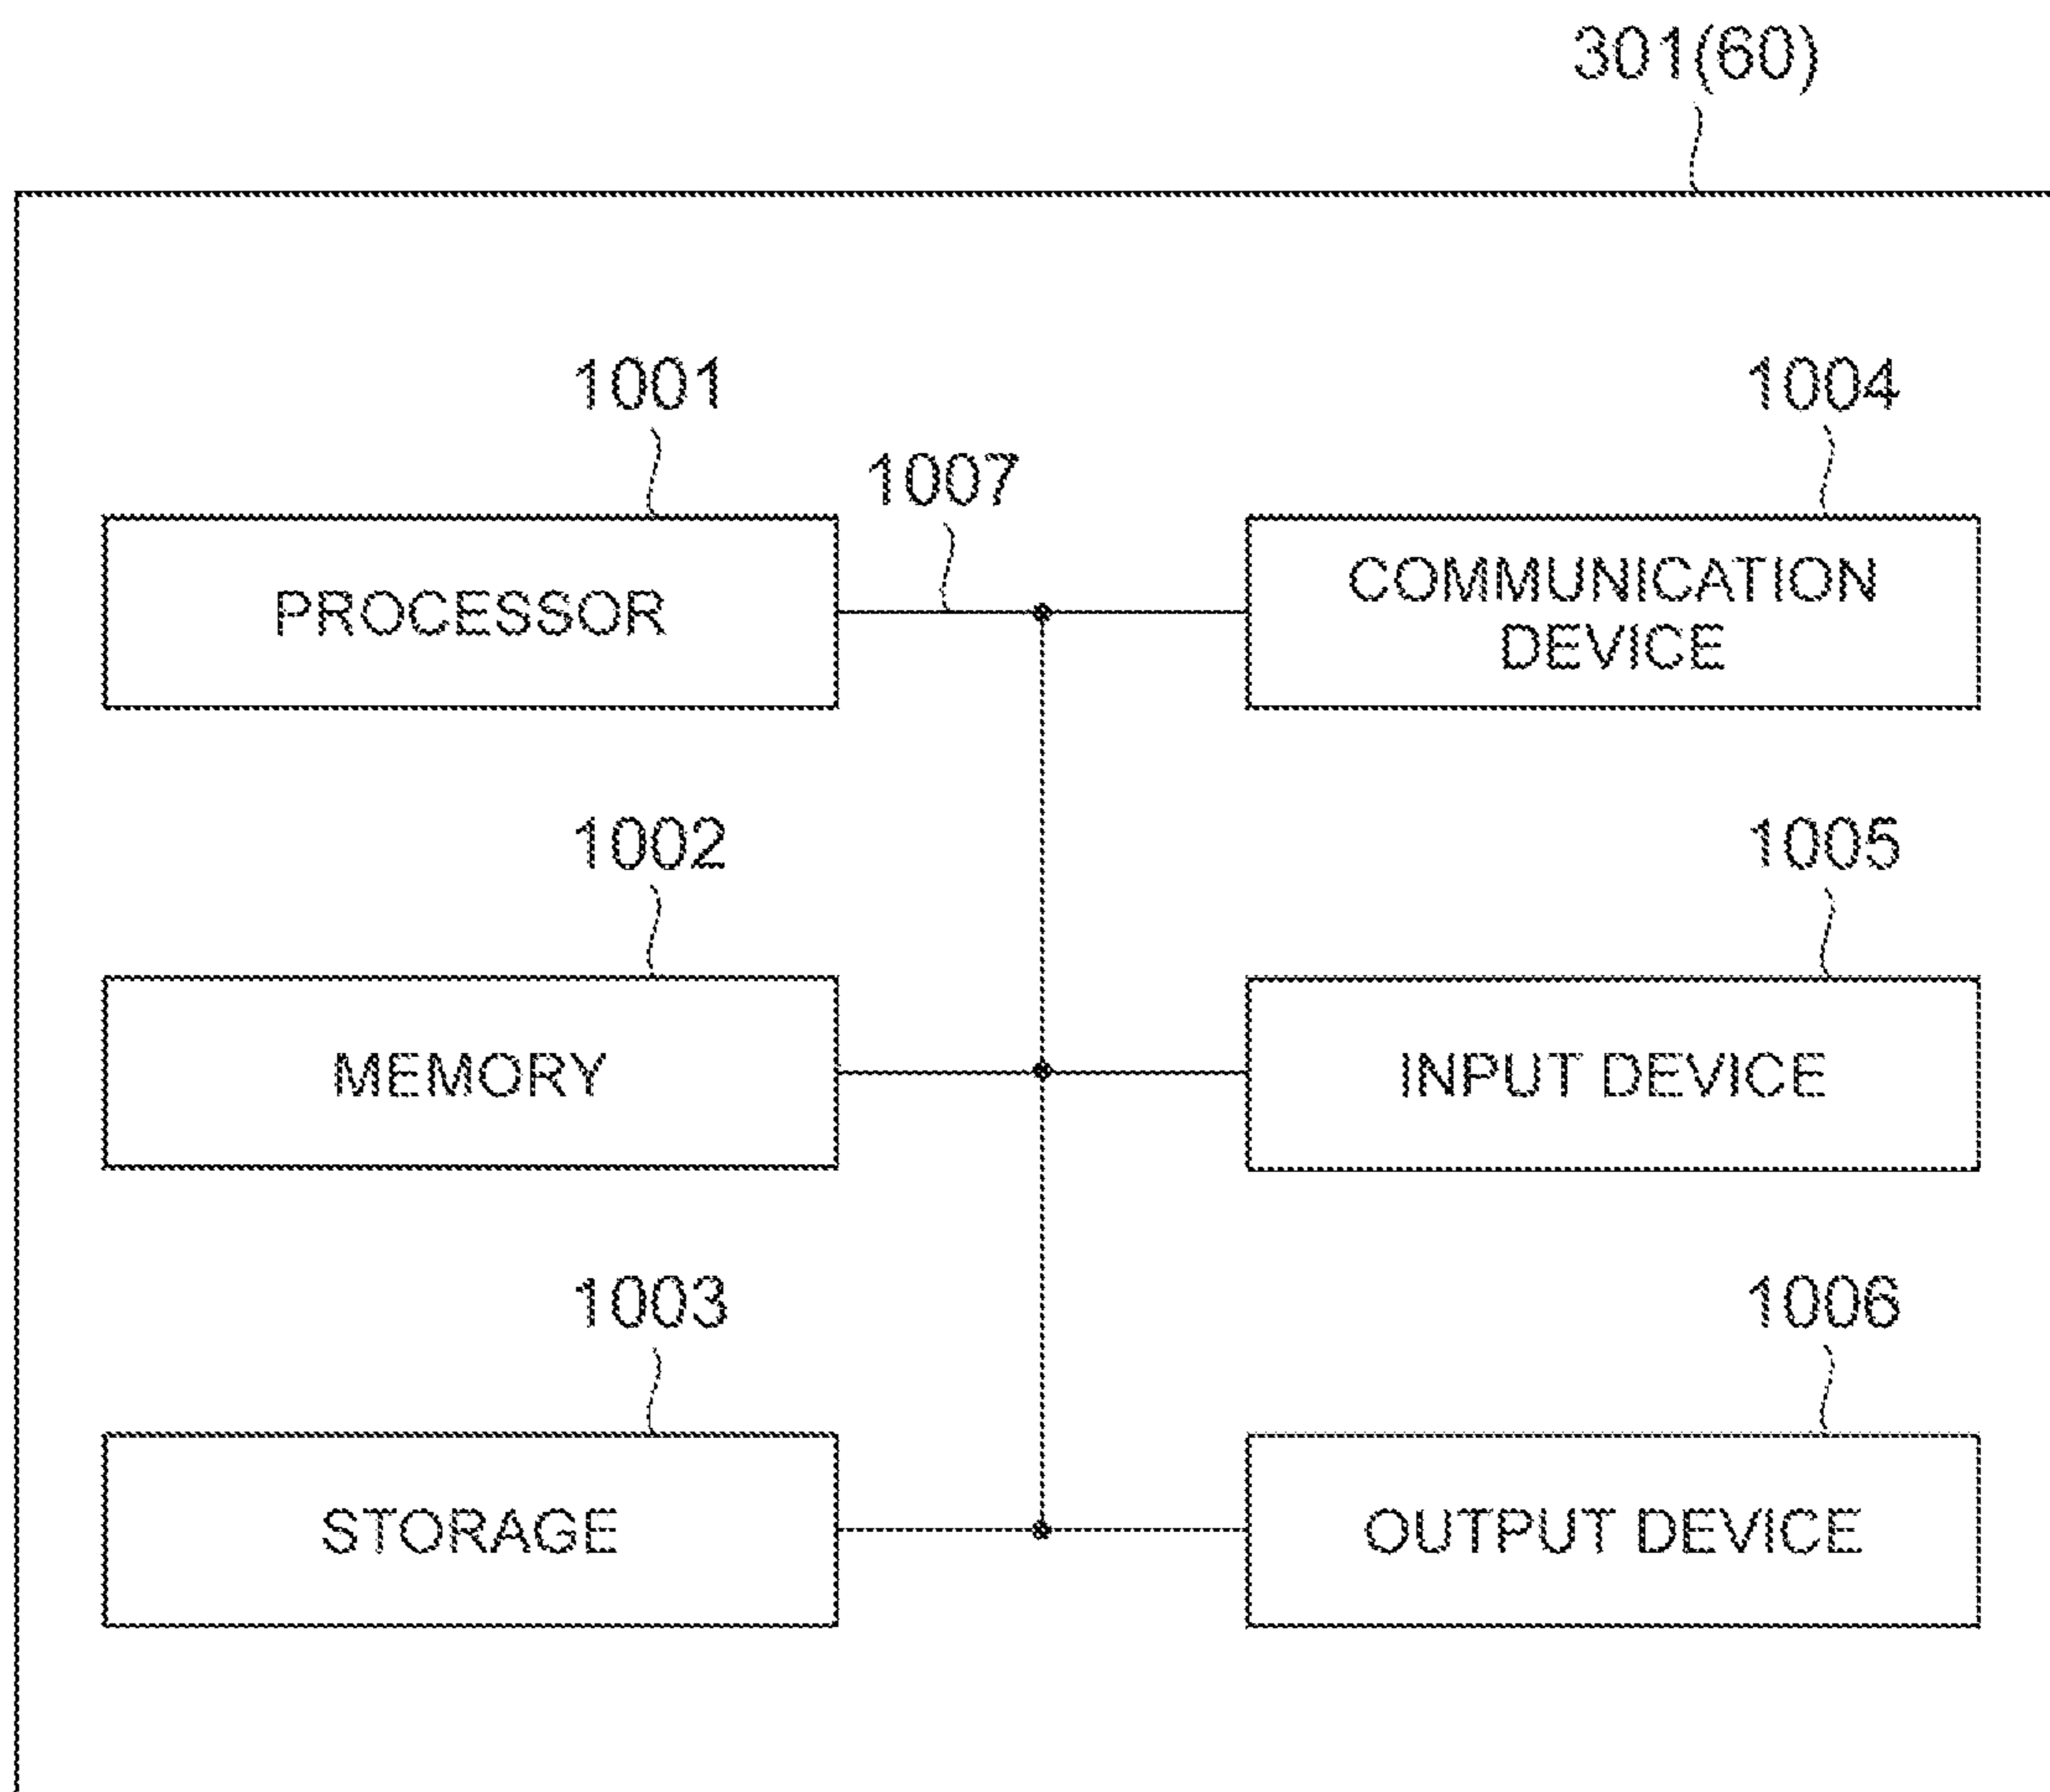 301(60)
1001
1004
1007
PROCESSOR
COMMUNICATION
DEVICE
1002
1005
MEMORY
INPUT DEVICE
1003
1006
STORAGE
OUTPUT DEVICE